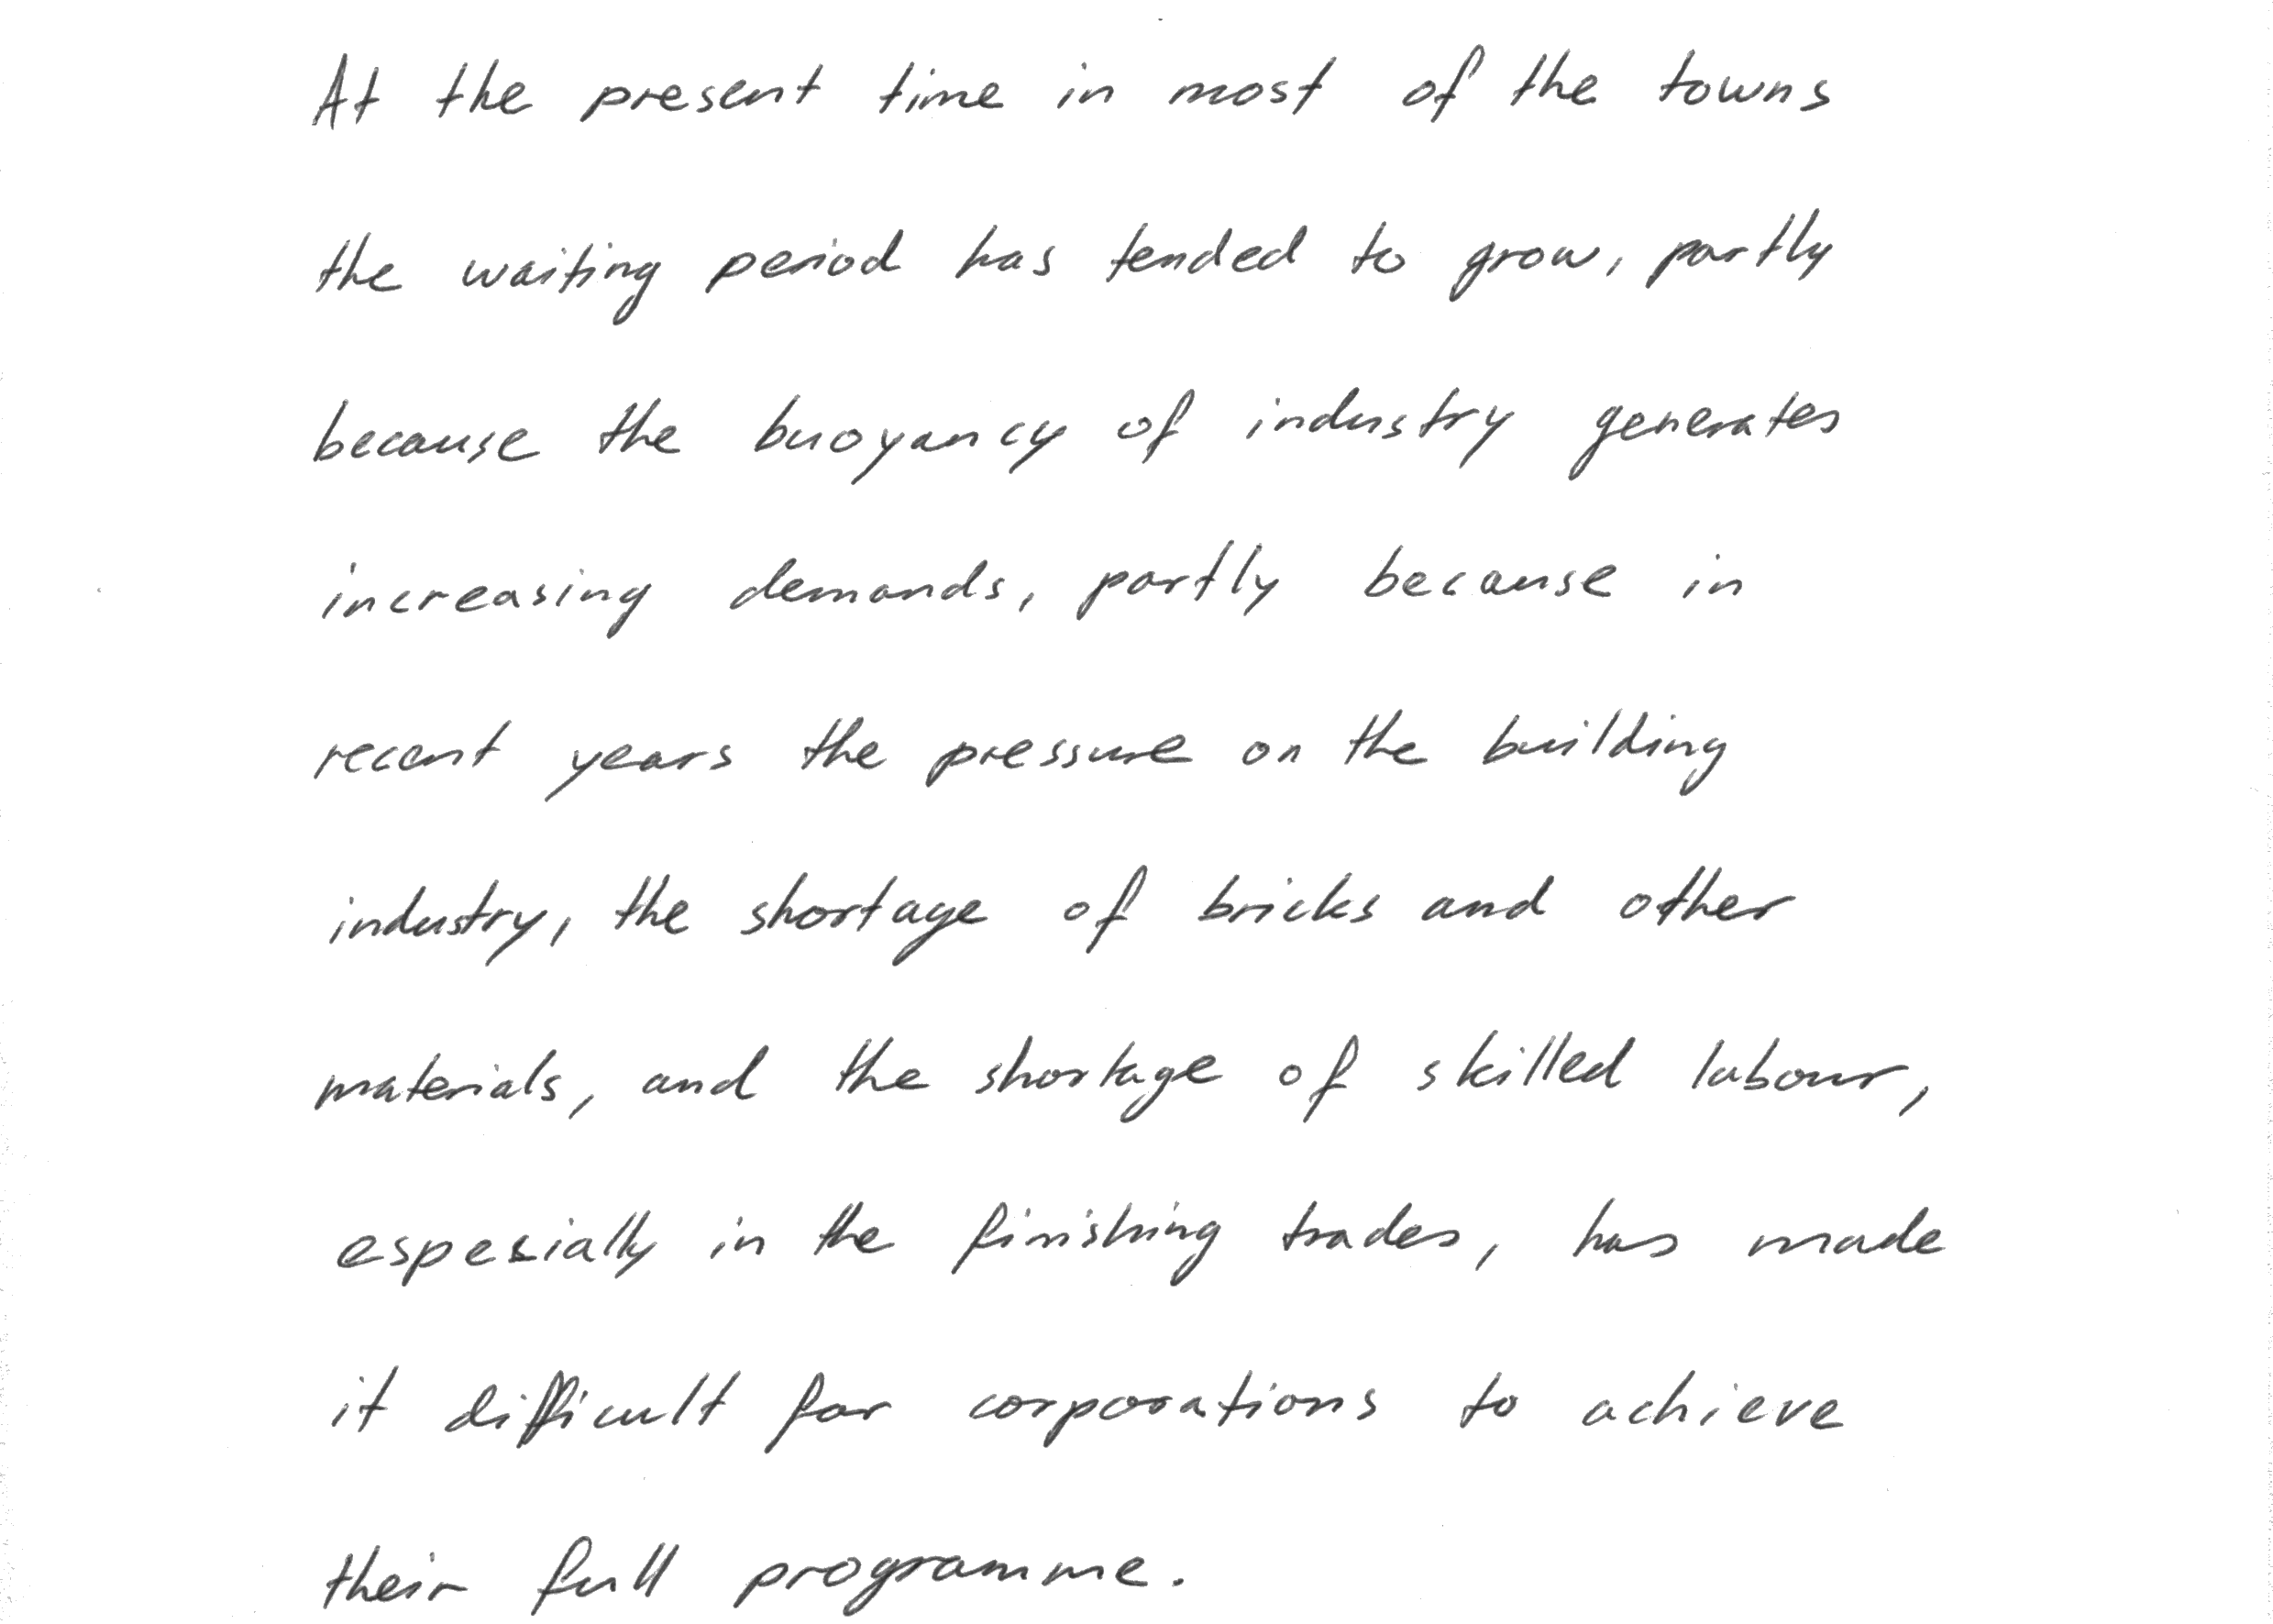 At the present time in most of the towns
the waiting period has tended to grow, partly
because the buoyancy of industry generates
increasing demands, partly because in
recent years the pressure on the building
industry, the shortage of bricks and other
materials, and the shortage of skilled labour,
especially in the finishing trades, has made
it difficult for corporations to achieve
their full programme.